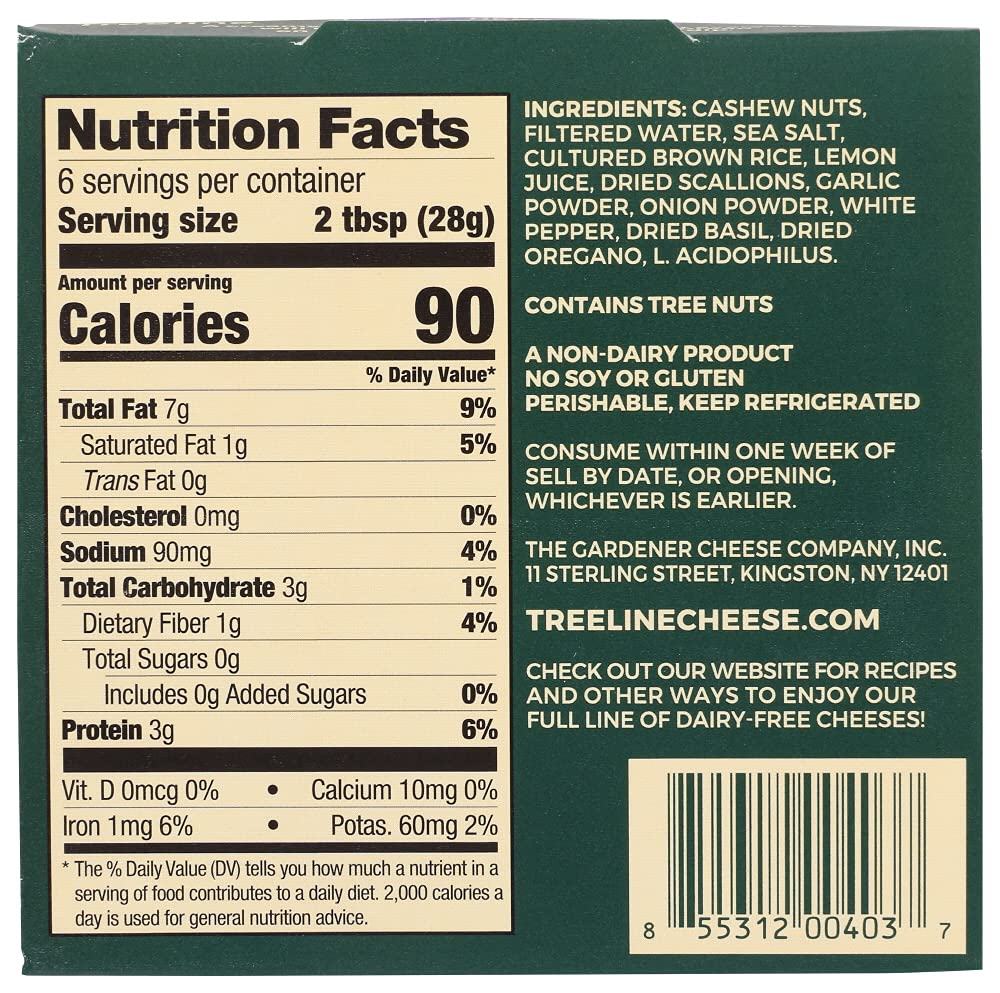 Nutrition Facts
6 servings per container
Serving size 2 tbsp (28g)
Amount per serving
Calories 90
% Daily Value*
Total Fat 7g 9%
Saturated Fat 1g 5%
Trans Fat 0g
Cholesterol 0mg 0%
Sodium 90mg 4%
Total Carbohydrate 3g 1%
Dietary Fiber 1g 4%
Total Sugars 0g
Includes 0g Added Sugars 0%
Protein 3g 6%
Vit. D 0mcg 0% • Calcium 10mg 0%
Iron 1mg 6% • Potas. 60mg 2%
* The % Daily Value (DV) tells you how much a nutrient in a
serving of food contributes to a daily diet. 2,000 calories a
day is used for general nutrition advice.
INGREDIENTS: CASHEW NUTS,
FILTERED WATER, SEA SALT,
CULTURED BROWN RICE, LEMON
JUICE, DRIED SCALLIONS, GARLIC
POWDER, ONION POWDER, WHITE
PEPPER, DRIED BASIL, DRIED
OREGANO, L. ACIDOPHILUS.
CONTAINS TREE NUTS
A NON-DAIRY PRODUCT
NO SOY OR GLUTEN
PERISHABLE, KEEP REFRIGERATED
CONSUME WITHIN ONE WEEK OF
SELL BY DATE, OR OPENING,
WHICHEVER IS EARLIER.
THE GARDENER CHEESE COMPANY, INC.
11 STERLING STREET, KINGSTON, NY 12401
TREELINECHEESE.COM
CHECK OUT OUR WEBSITE FOR RECIPES
AND OTHER WAYS TO ENJOY OUR
FULL LINE OF DAIRY-FREE CHEESES!
8 55312 00403 7